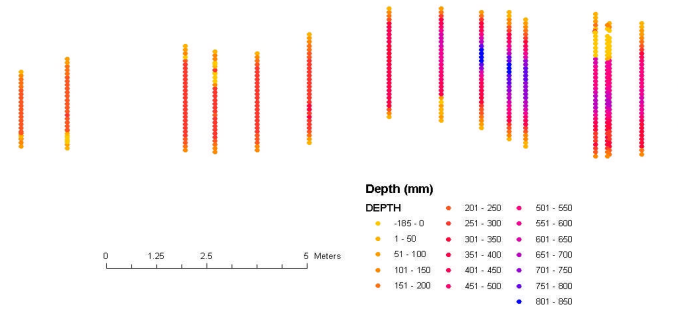 Depth (mm)
DEPTH
-185 - 0
1 - 50
51 - 100
101 - 150
151 - 200
201 - 250
251 - 300
301 - 350
351 - 400
401 - 450
451 - 500
501 - 550
551 - 600
601 - 650
651 - 700
701 - 750
751 - 800
801 - 850
0 1.25 2.5 5 Meters